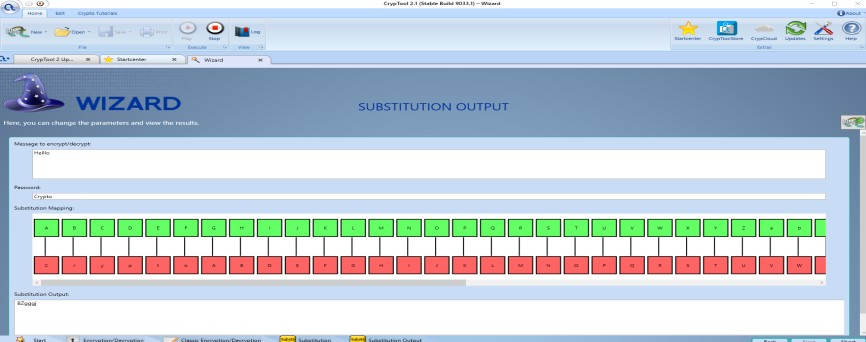 CrypTool 2.1 (Stable Build 9033.1) – Wizard
Home Edit Crypto Tutorials About
New Open Save Print Play Stop Log Startcenter CrypToolStore CrypCloud Updates Settings Help
File Execute View Extras
CrypTool 2 Up... Startcenter Wizard
WIZARD
SUBSTITUTION OUTPUT
Here, you can change the parameters and view the results.
Message to encrypt/decrypt:
Password:
Crypto
Substitution Mapping:
A B C D E F G H I J K L M N O P Q R S T U V W X Y Z a b
C r y p t o A B D E F G H I J K L M N O P Q R S T U V W
Substitution Output:
Start Encryption/Decryption Classic Encryption/Decryption Substitution Substitution Output Back Next Abort